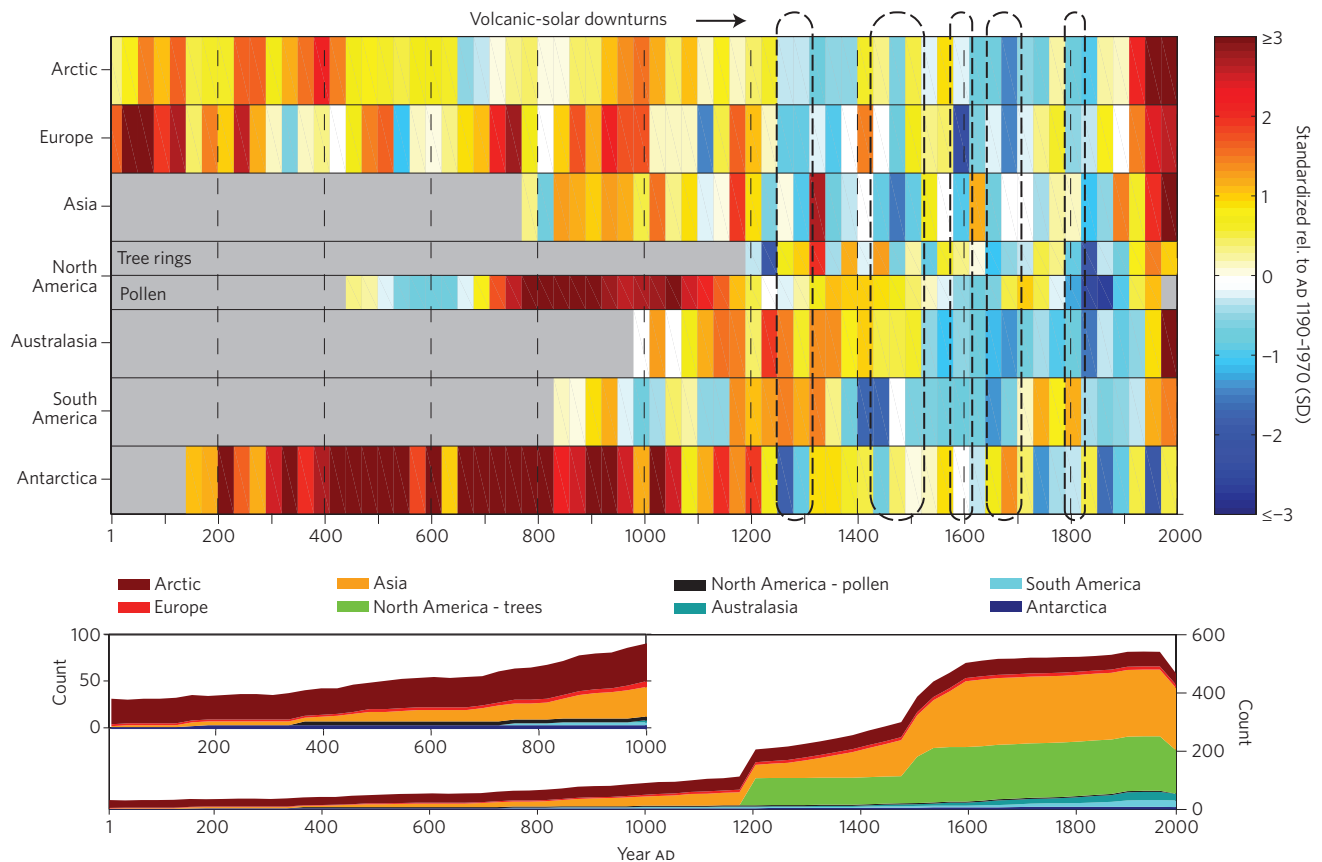 Volcanic-solar downturns
Arctic
Europe
Asia
North
America
Tree rings
Pollen
Australasia
South
America
Antarctica
1 200 400 600 800 1000 1200 1400 1600 1800 2000
≥3
2
1
0
−1
−2
≤−3
Standardized rel. to AD 1190–1970 (SD)
Arctic Asia North America - pollen South America
Europe North America - trees Australasia Antarctica
100
50
0
Count
200 400 600 800 1000
600
400
200
0
Count
1 200 400 600 800 1000 1200 1400 1600 1800 2000
Year AD